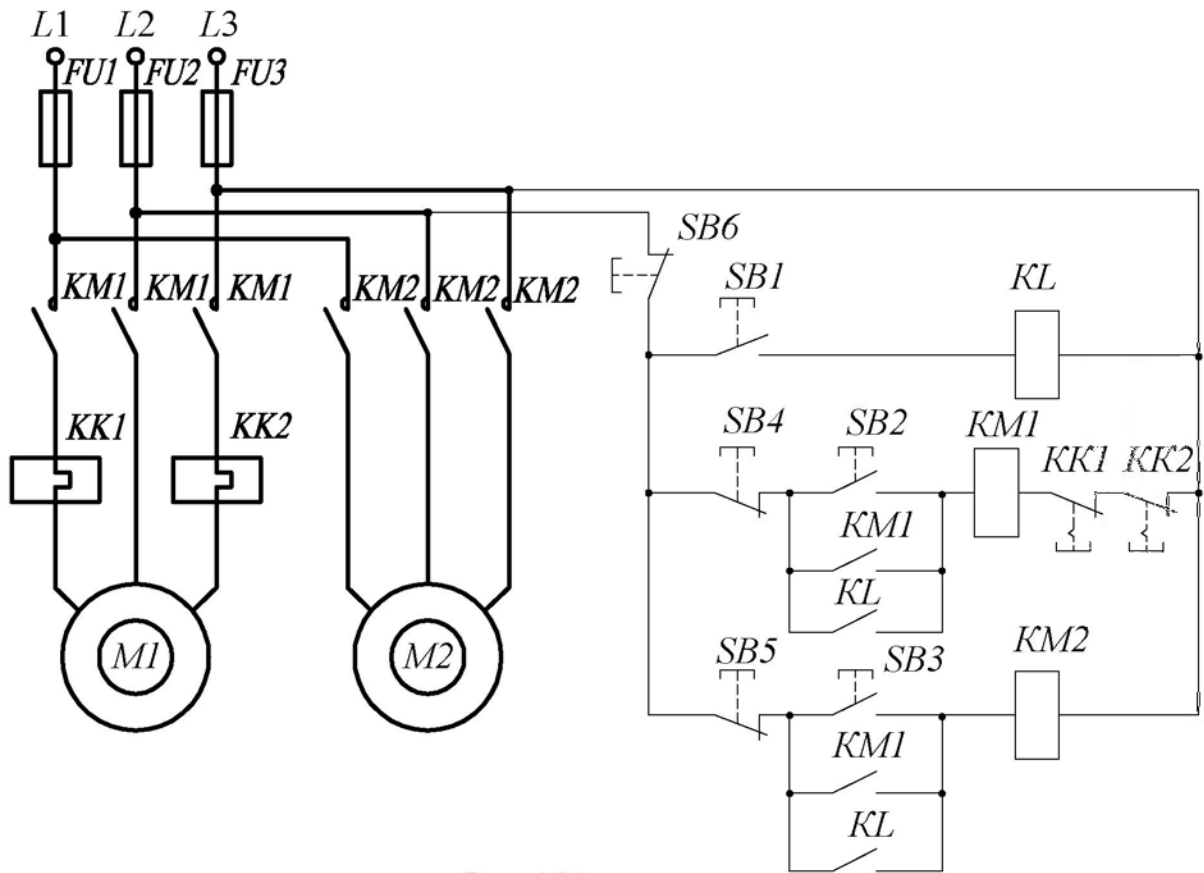 L1 L2 L3
FU1 FU2 FU3
SB6
KM1 KM1 KM1 KM2 KM2 KM2
SB1 KL
KK1 KK2
SB4 SB2 KM1 KK1 KK2
KM1
KL
M1 M2
SB5 SB3 KM2
KM1
KL